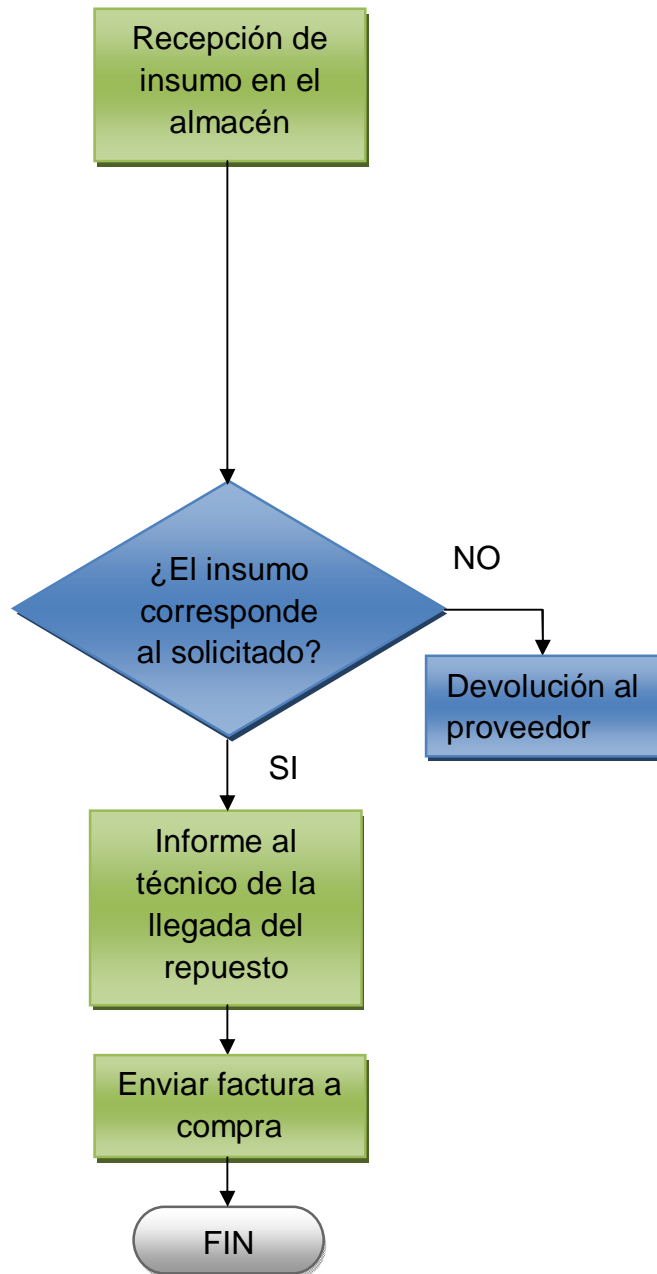 Recepción de
insumo en el
almacén
¿El insumo
corresponde
al solicitado?
NO
Devolución al
proveedor
SI
Informe al
técnico de la
llegada del
repuesto
Enviar factura a
compra
FIN